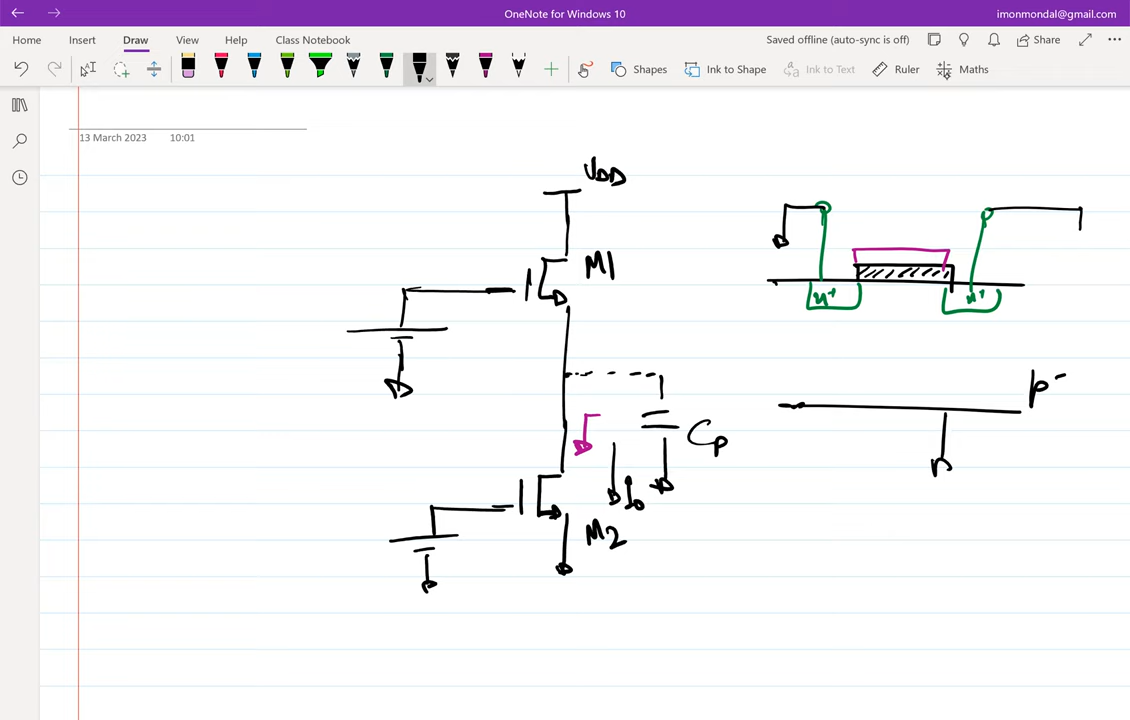 OneNote for Windows 10
imonmondal@gmail.com
Home Insert Draw View Help Class Notebook
Saved offline (auto-sync is off) Share
Shapes Ink to Shape Ink to Text Ruler Maths
13 March 2023 10:01
VDD
M1
n+ n+
p-
Cp
I0
M2